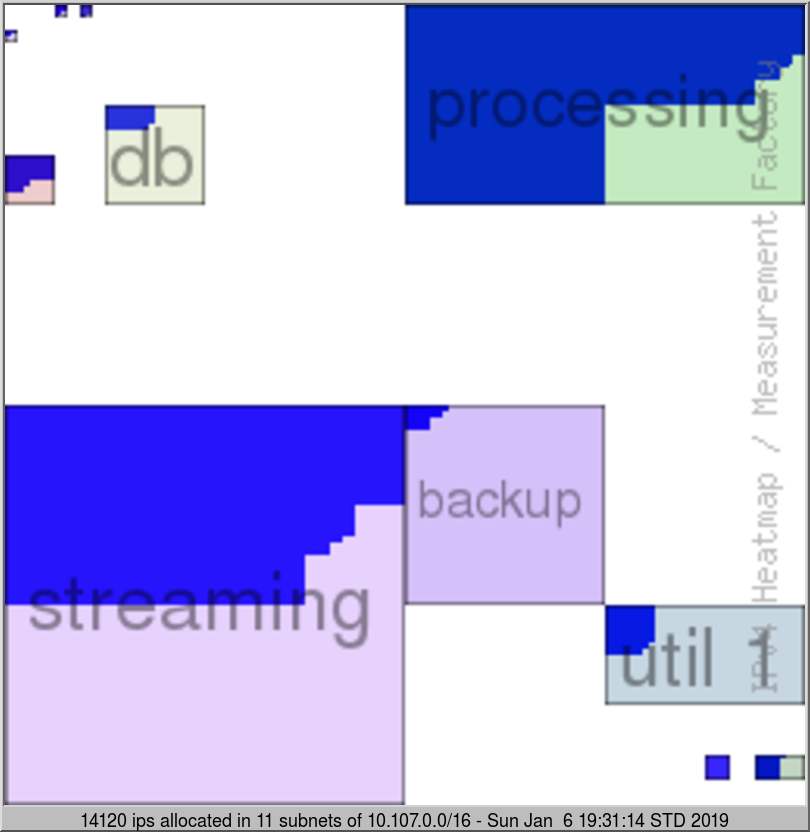 processing
db
IPv4 Heatmap / Measurement Factory
backup
streaming
util 1
14120 ips allocated in 11 subnets of 10.107.0.0/16 - Sun Jan  6 19:31:14 STD 2019